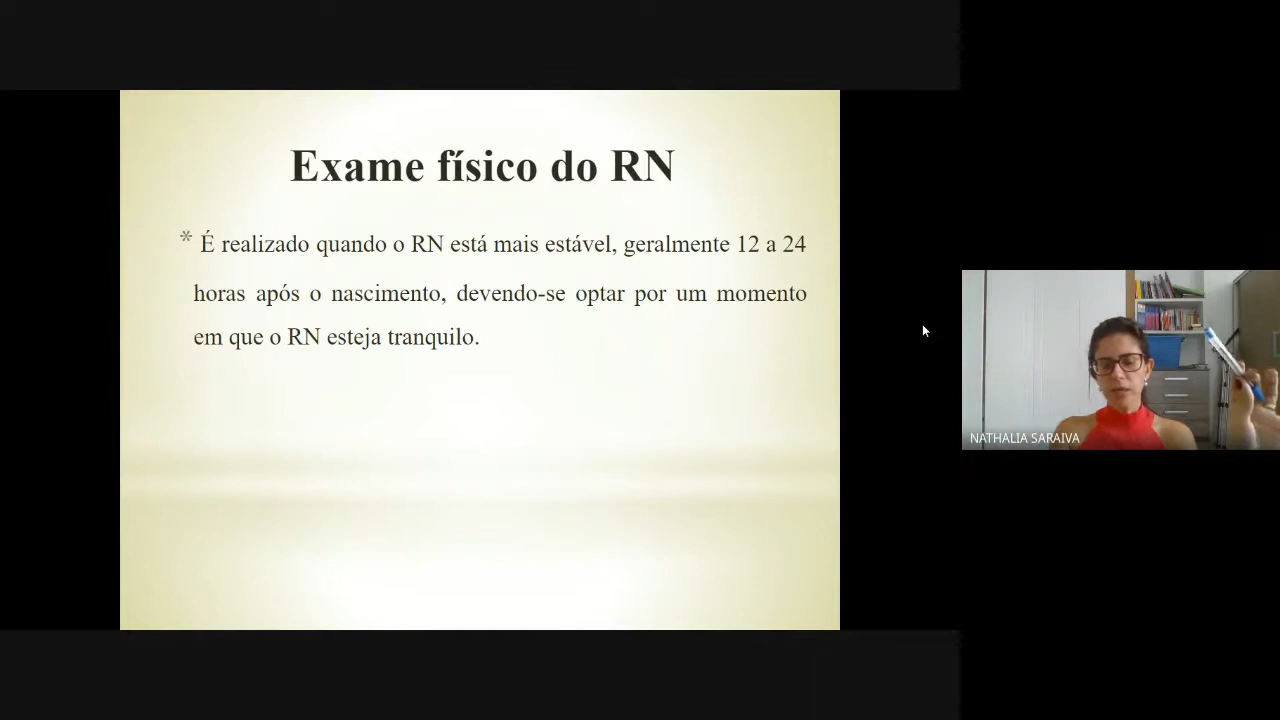 Exame físico do RN
* É realizado quando o RN está mais estável, geralmente 12 a 24
horas após o nascimento, devendo-se optar por um momento
em que o RN esteja tranquilo.
NATHALIA SARAIVA